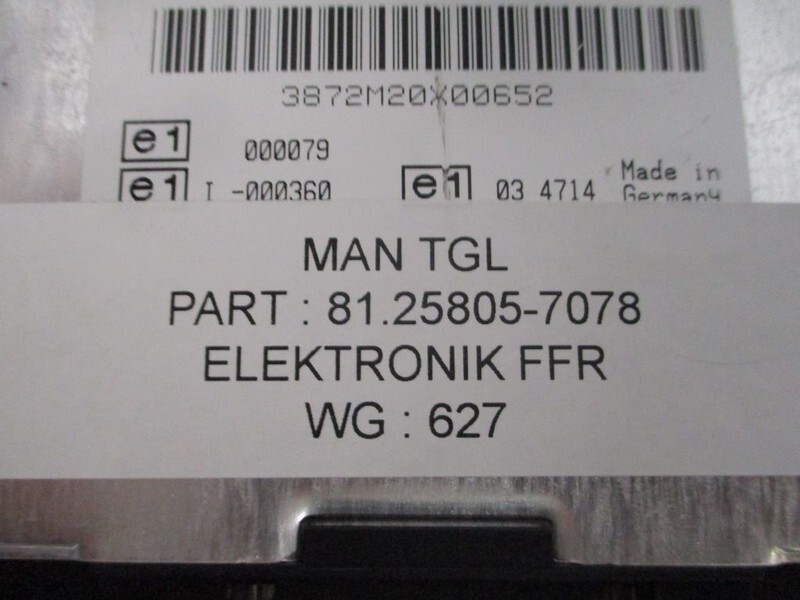 3872M20X00652
e1 000079
e1 I -000360 e1 03 4714 Made in Germany
MAN TGL
PART : 81.25805-7078
ELEKTRONIK FFR
WG : 627